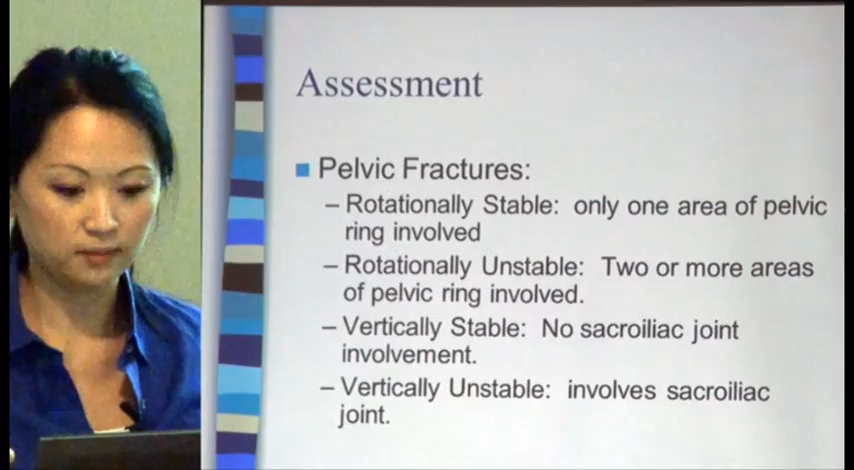 Assessment
Pelvic Fractures:
– Rotationally Stable: only one area of pelvic
ring involved
– Rotationally Unstable: Two or more areas
of pelvic ring involved.
– Vertically Stable: No sacroiliac joint
involvement.
– Vertically Unstable: involves sacroiliac
joint.